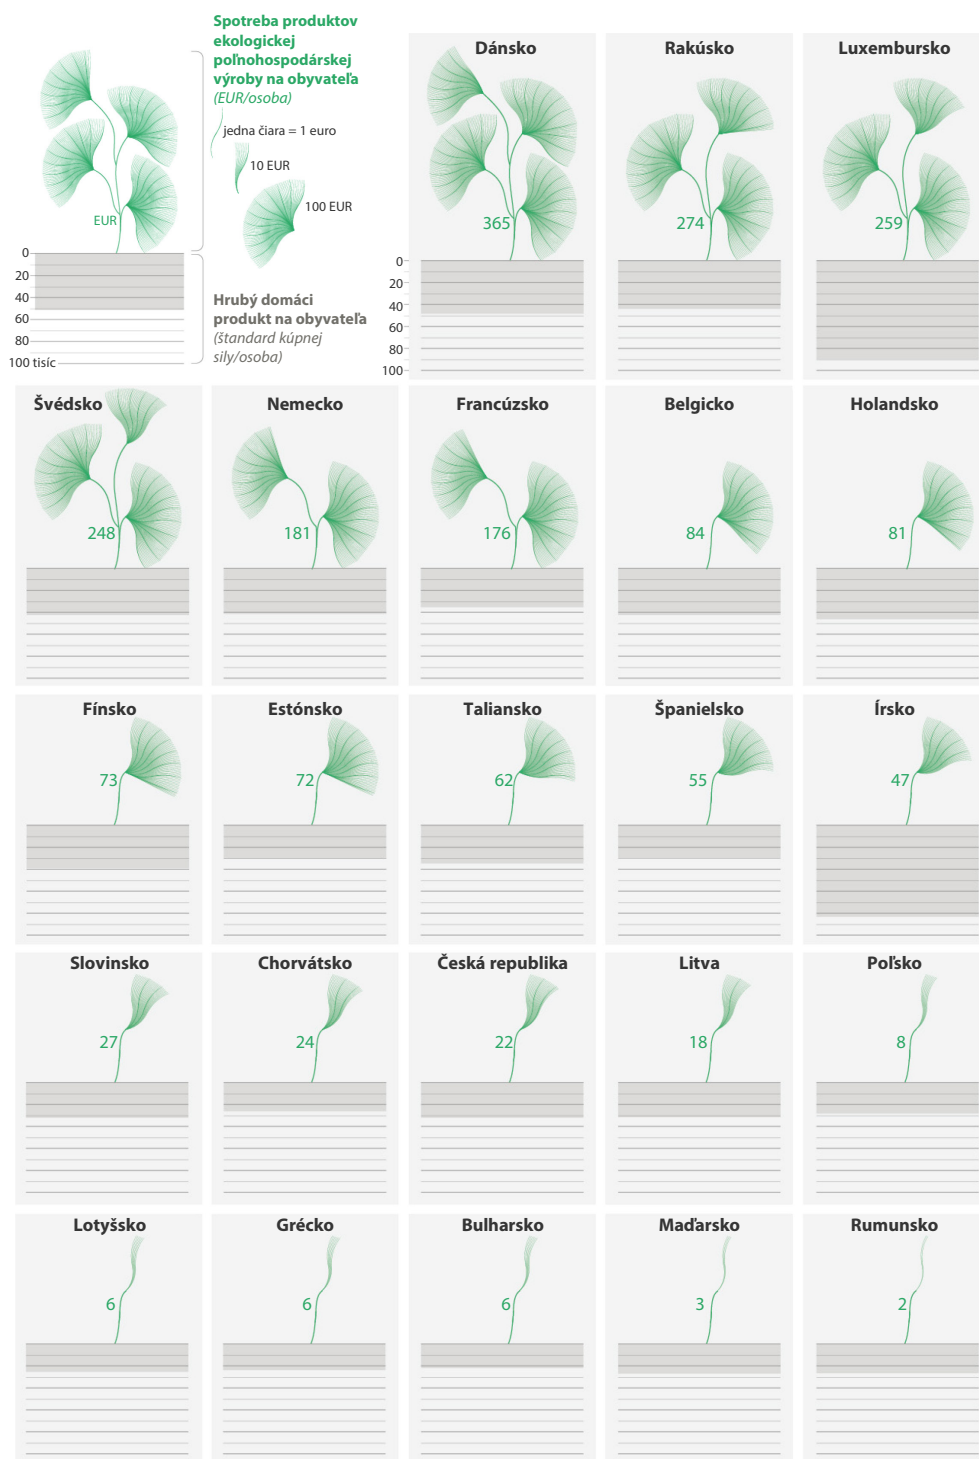 Spotreba produktov
ekologickej
poľnohospodárskej
výroby na obyvateľa
(EUR/osoba)
jedna čiara = 1 euro
10 EUR
100 EUR
EUR
0
20
40
60
80
100 tisíc
Hrubý domáci
produkt na obyvateľa
(štandard kúpnej
sily/osoba)
Dánsko
365
0
20
40
60
80
100
Rakúsko
274
Luxembursko
259
Švédsko
248
Nemecko
181
Francúzsko
176
Belgicko
84
Holandsko
81
Fínsko
73
Estónsko
72
Taliansko
62
Španielsko
55
Írsko
47
Slovinsko
27
Chorvátsko
24
Česká republika
22
Litva
18
Poľsko
8
Lotyšsko
6
Grécko
6
Bulharsko
6
Maďarsko
3
Rumunsko
2